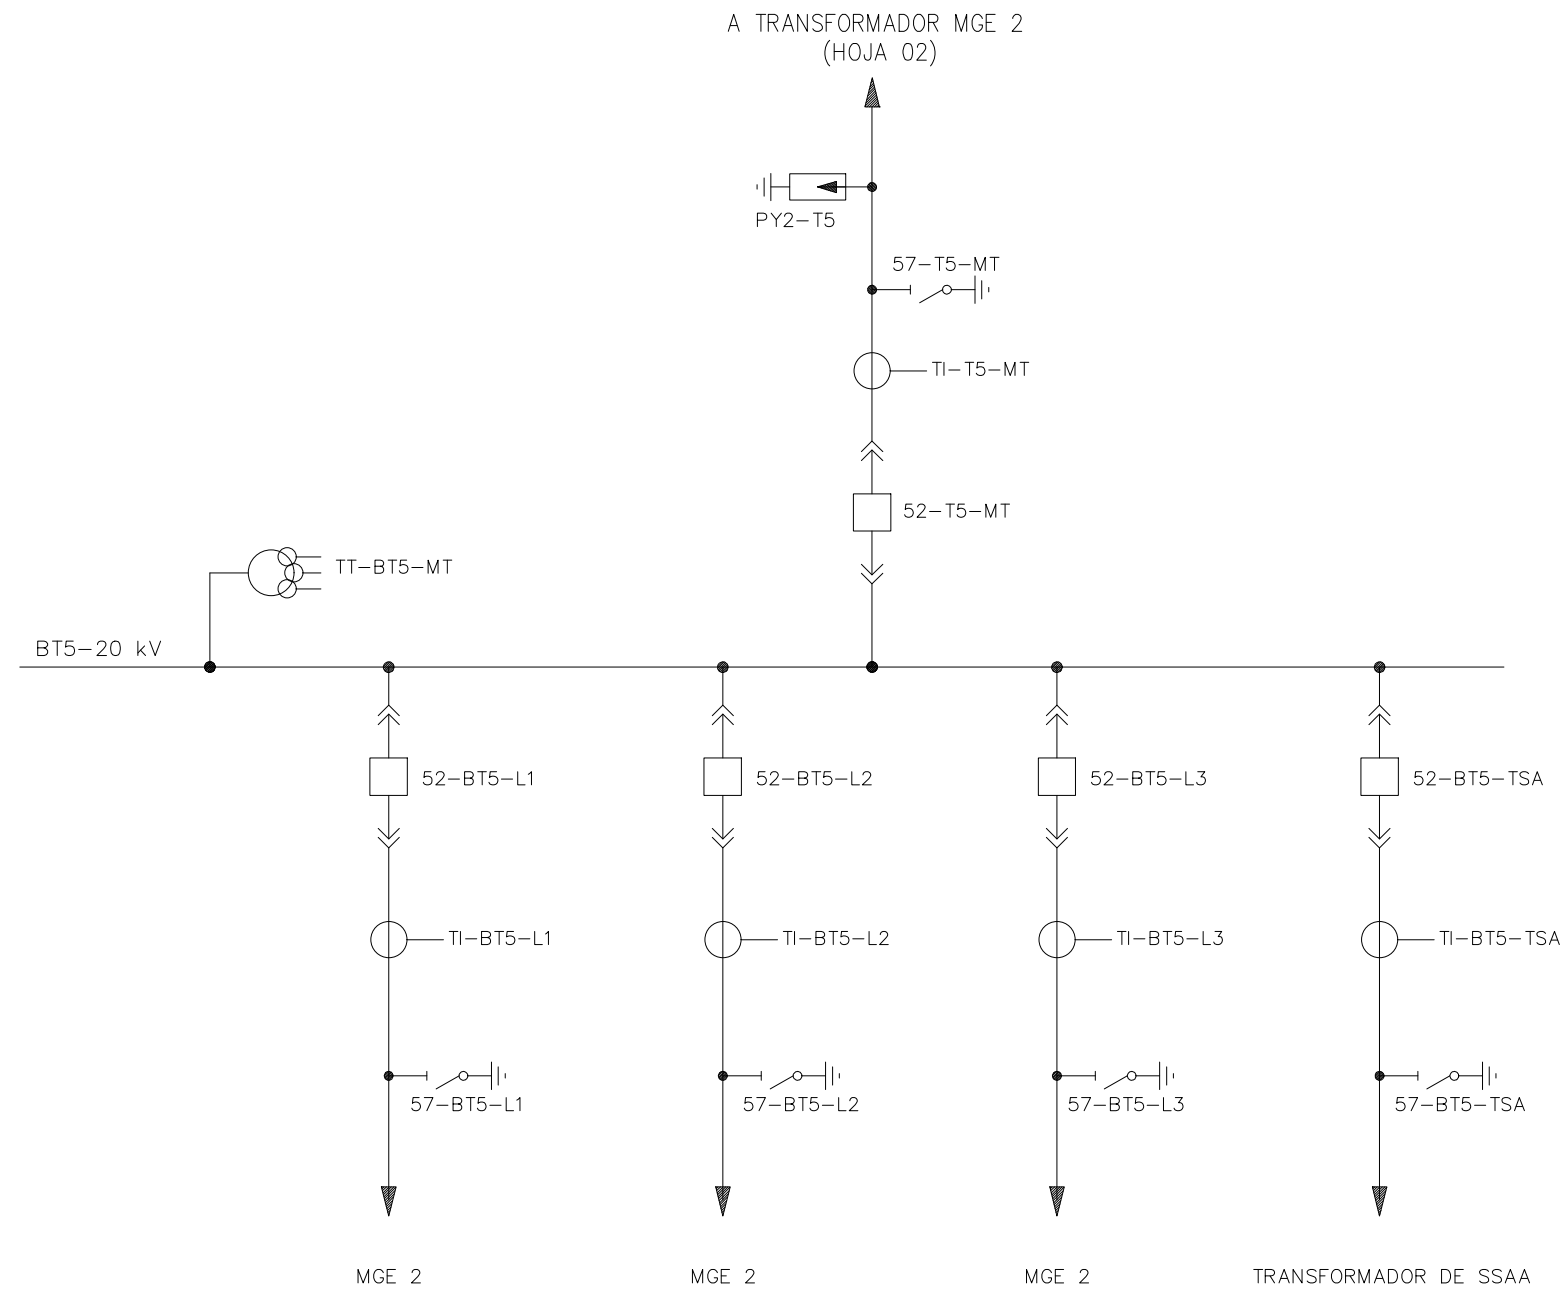 A TRANSFORMADOR MGE 2
(HOJA 02)
PY2-T5
57-T5-MT
TI-T5-MT
52-T5-MT
TT-BT5-MT
BT5-20 kV
52-BT5-L1
52-BT5-L2
52-BT5-L3
52-BT5-TSA
TI-BT5-L1
TI-BT5-L2
TI-BT5-L3
TI-BT5-TSA
57-BT5-L1
57-BT5-L2
57-BT5-L3
57-BT5-TSA
MGE 2
MGE 2
MGE 2
TRANSFORMADOR DE SSAA